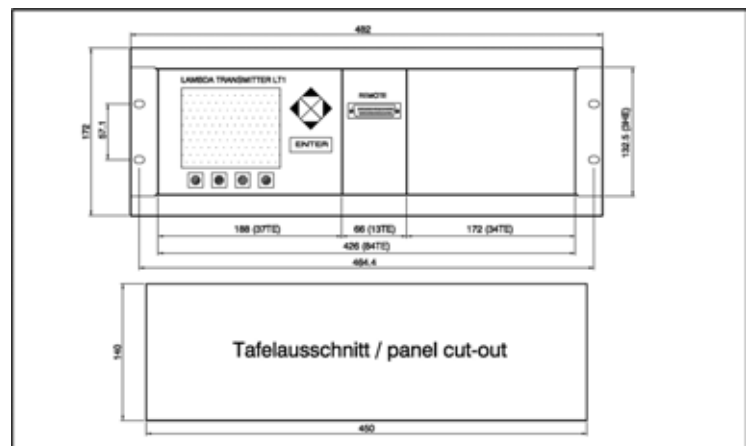 482
LAMBDA TRANSMITTER LT1
REMOTE
ENTER
172
57.1
132.5 (3HE)
188 (37TE)
66 (13TE)
172 (34TE)
426 (84TE)
464.4
140
Tafelausschnitt / panel cut-out
450